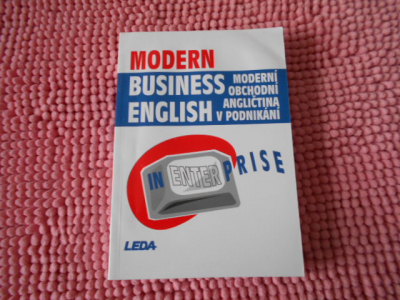 MODERN
BUSINESS
ENGLISH
MODERNÍ
OBCHODNÍ
ANGLIČTINA
V PODNIKÁNÍ
IN ENTER PRISE
LEDA